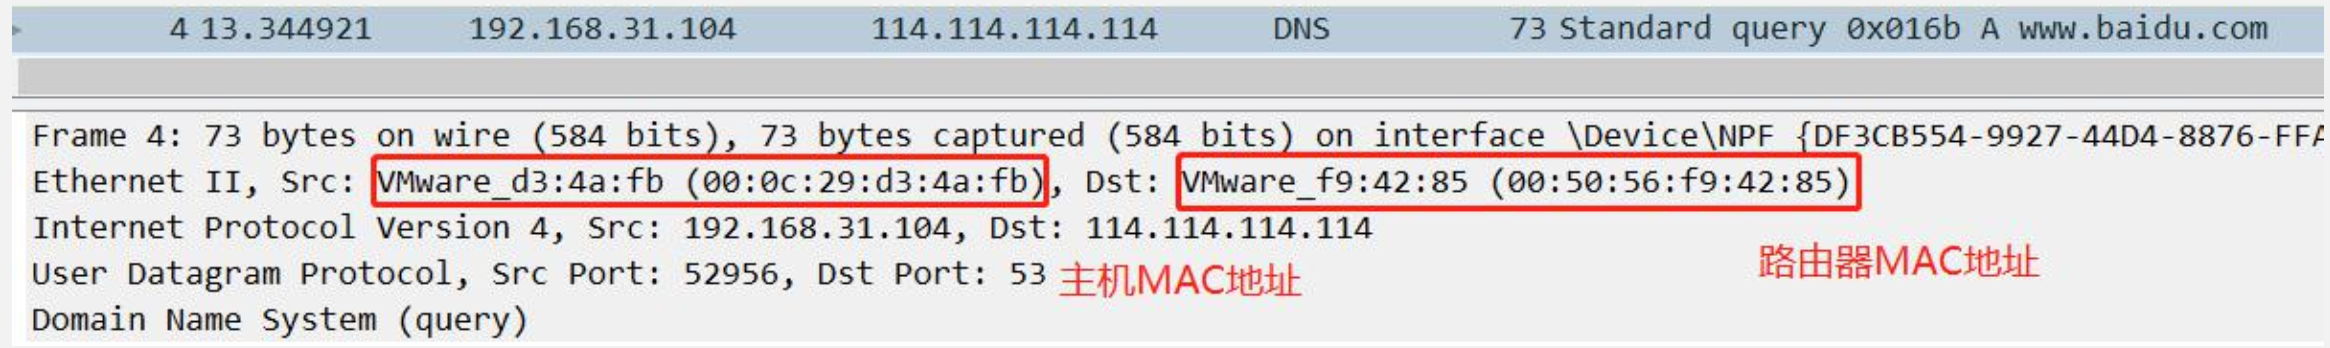 4 13.344921 192.168.31.104 114.114.114.114 DNS 73 Standard query 0x016b A www.baidu.com
Frame 4: 73 bytes on wire (584 bits), 73 bytes captured (584 bits) on interface \Device\NPF_{DF3CB554-9927-44D4-8876-FFA
Ethernet II, Src: VMware_d3:4a:fb (00:0c:29:d3:4a:fb), Dst: VMware_f9:42:85 (00:50:56:f9:42:85)
Internet Protocol Version 4, Src: 192.168.31.104, Dst: 114.114.114.114
路由器MAC地址
User Datagram Protocol, Src Port: 52956, Dst Port: 53 主机MAC地址
Domain Name System (query)